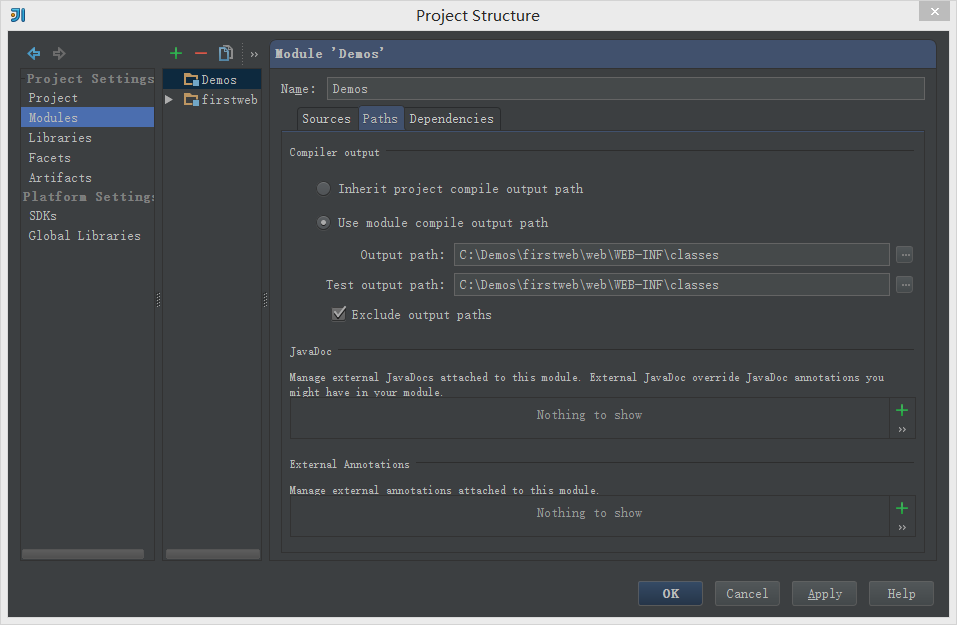 Project Structure
Project Settings
Project
Modules
Libraries
Facets
Artifacts
Platform Settings
SDKs
Global Libraries
Demos
firstweb
Module 'Demos'
Name: Demos
Sources Paths Dependencies
Compiler output
Inherit project compile output path
Use module compile output path
Output path: C:\Demos\firstweb\web\WEB-INF\classes
Test output path: C:\Demos\firstweb\web\WEB-INF\classes
Exclude output paths
JavaDoc
Manage external JavaDocs attached to this module. External JavaDoc override JavaDoc annotations you
might have in your module.
Nothing to show
External Annotations
Manage external annotations attached to this module.
Nothing to show
OK Cancel Apply Help